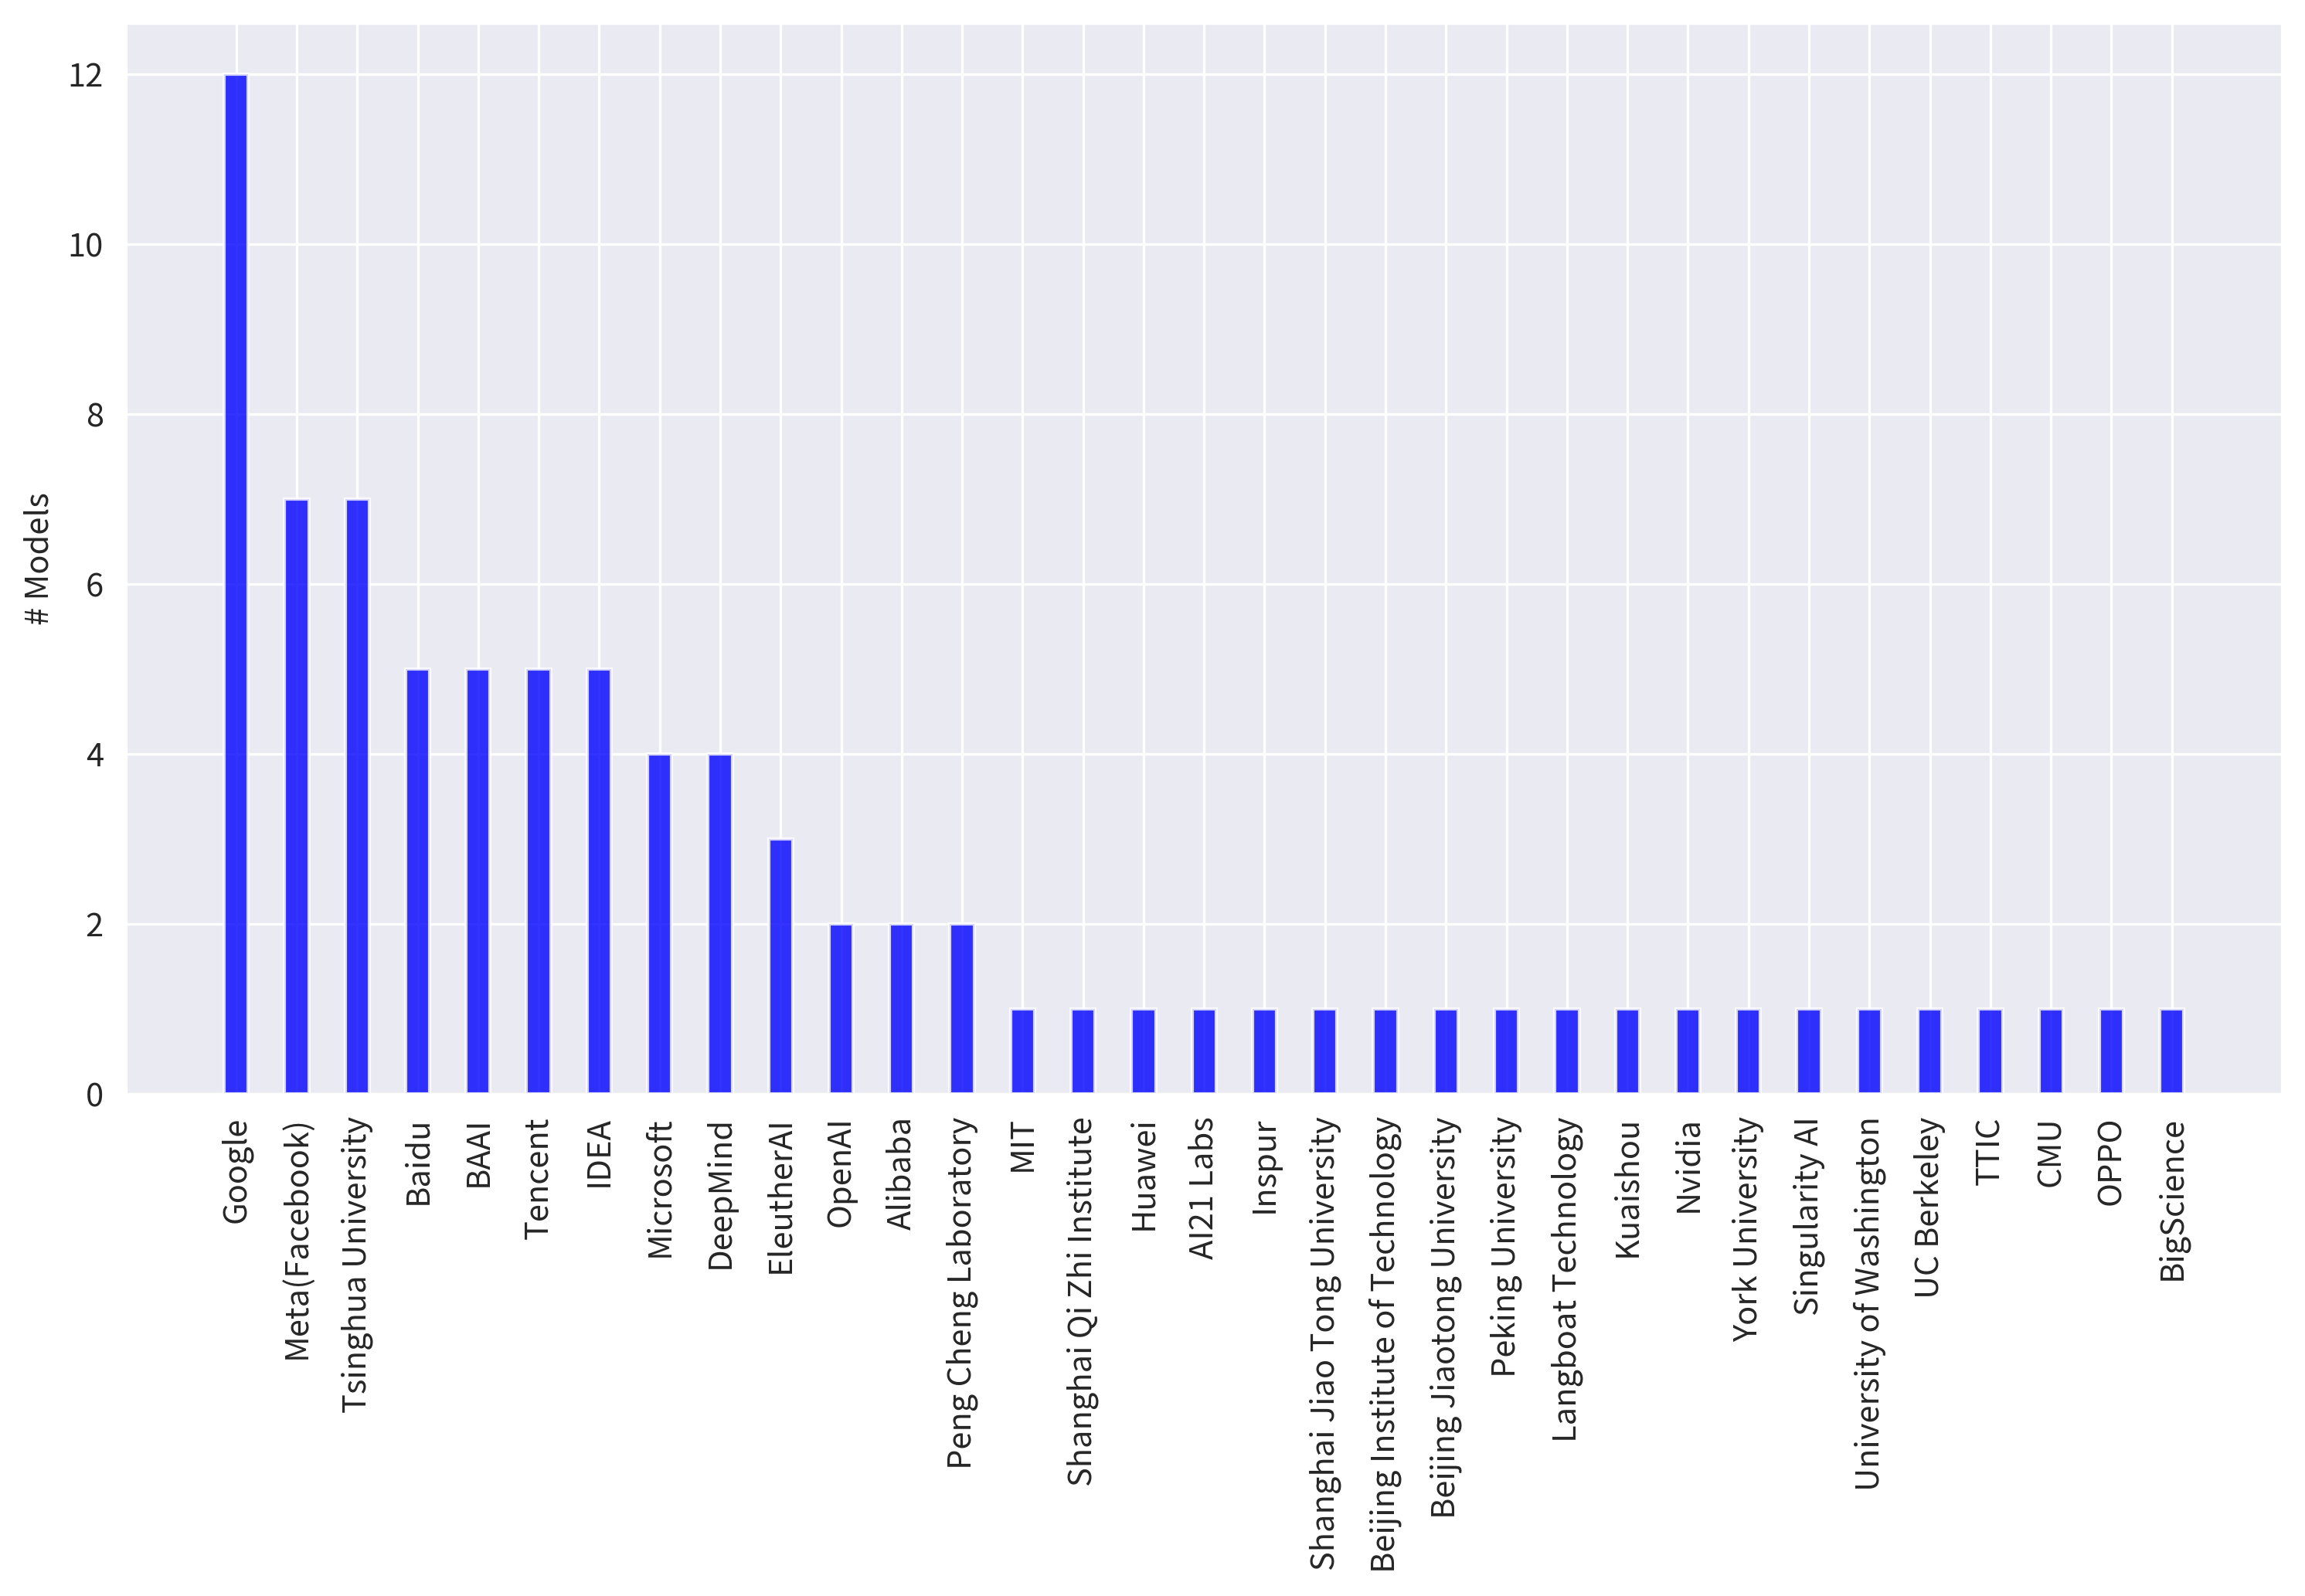 # Models
12
10
8
6
4
2
0
Google
Meta(Facebook)
Tsinghua University
Baidu
BAAI
Tencent
IDEA
Microsoft
DeepMind
EleutherAI
OpenAI
Alibaba
Peng Cheng Laboratory
MIT
Shanghai Qi Zhi Institute
Huawei
AI21 Labs
Inspur
Shanghai Jiao Tong University
Beijing Institute of Technology
Beijing Jiaotong University
Peking University
Langboat Technology
Kuaishou
Nvidia
York University
Singularity AI
University of Washington
UC Berkeley
TTIC
CMU
OPPO
BigScience